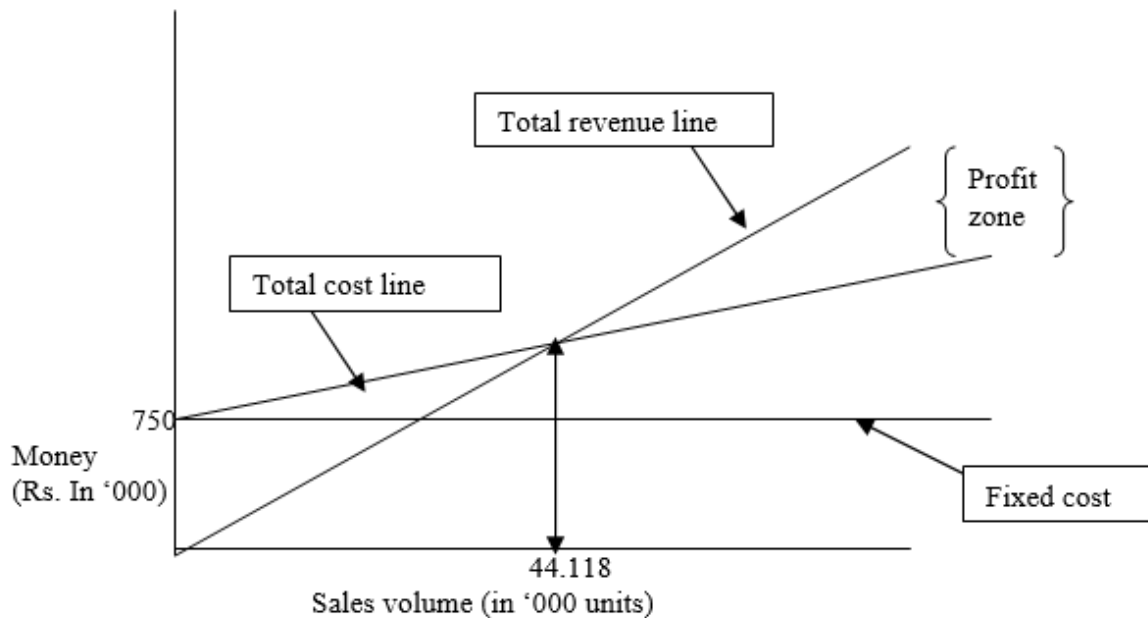 Total revenue line
Profit
zone
Total cost line
750
Money
(Rs. In ‘000)
Fixed cost
44.118
Sales volume (in ‘000 units)